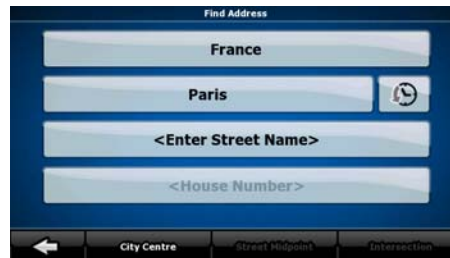 Find Address
France
Paris
<Enter Street Name>
<House Number>
City Centre Street Midpoint Intersection